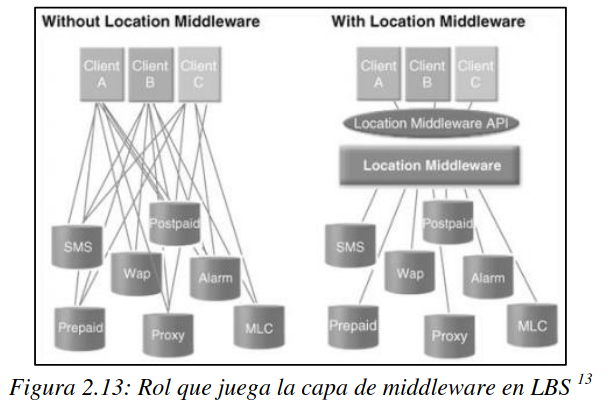 Without Location Middleware
With Location Middleware
Client
A
Client
B
Client
C
Client
A
Client
B
Client
C
Location Middleware API
Location Middleware
Postpaid
SMS
Wap
Alarm
Prepaid
Proxy
MLC
Postpaid
SMS
Wap
Alarm
Prepaid
Proxy
MLC
Figura 2.13: Rol que juega la capa de middleware en LBS 13